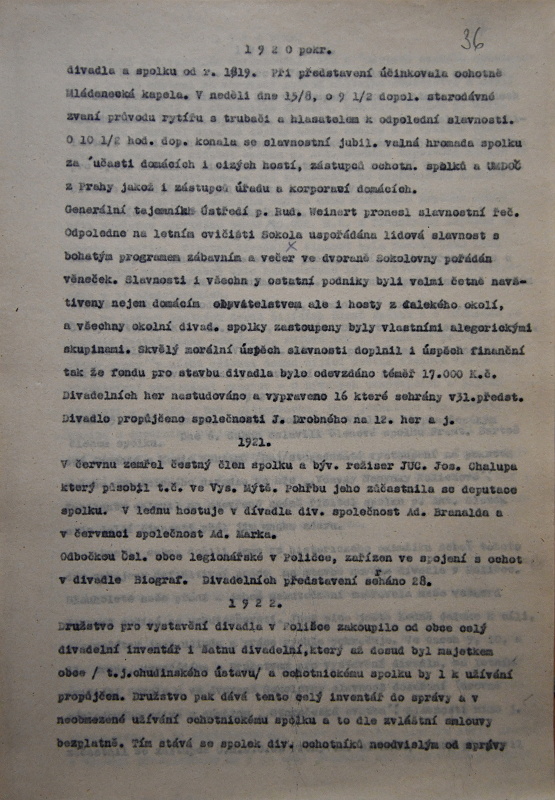 36
1 9 2 0 pokr.
divadla a spolku od r. 1819. Při představení účinkovala ochotně
Mládenecká kapela. V neděli dne 15/8, o 9 1/2 dopol. starodávné
zvaní průvodu rytířu s trubači a hlasatelem k odpolední slavnosti.
O 10 1/2 hod. dop. konala se slavnostní jubil. valná hromada spolku
za účasti domácích i cizých hostí, zástupců ochotn. spolků a UMDOČ
z Prahy jakož i zástupců úřadu a korporaví domácích.
Generální tajemník ústředí p. Rud. Weinart pronesl slavnostní řeč.
Odpoledne na letním cvičišti Sokola uspořádána lidová slavnost s
bohatým programem zábavním a večer ve dvoraně Sokolovny pořádán
věneček. Slavnosti i všechn y ostatní podniky byli velmi četně navš-
tíveny nejen domácím obyvatelstvem ale i hosty z dalekého okolí,
a všechny okolní divad. spolky zastoupeny byly vlastními alegorickými
skupinami. Skvělý morální úspěch slavnosti doplnil i úspěch finanční
tak že fondu pro stavbu divadla bylo odevzdáno téměř 17.000 K.č.
Divadelních her nastudováno a vypraveno 16 které sehrány v31.předst.
Divadlo propůjčeno společnosti J. Drobného na 12. her a j.
1921.
V červnu zemřel čestný člen spolku a býv. režiser JUC. Jos. Chalupa
který působil t.č. ve Vys. Mýtě. Pohřbu jeho zúčastnila se deputace
spolku. V lednu hostuje v divadle div. společnost Ad. Branalda a
v červenci společnost Ad. Marka.
Odbočkou čsl. obce legionářské v Poličce, zařízen ve spojení s ochot
v divadle Biograf. Divadelních představení sehráno 28.
1 9 2 2.
Družstvo pro vystavění divadla v Poličce zakoupilo od obce celý
divadelní inventář i šatnu divadelní,který až dosud byl majetkem
obce / t.j.chudinského ústavu/ a ochotnickému spolku by l k užívání
propůjčen. Družstvo pak dává tento celý inventář do správy a v
neobmezené užívání ochotnickému spolku a to dle zvláštní smlouvy
bezplatně. Tím stává se spolek div. ochotníků neodvislým od správy